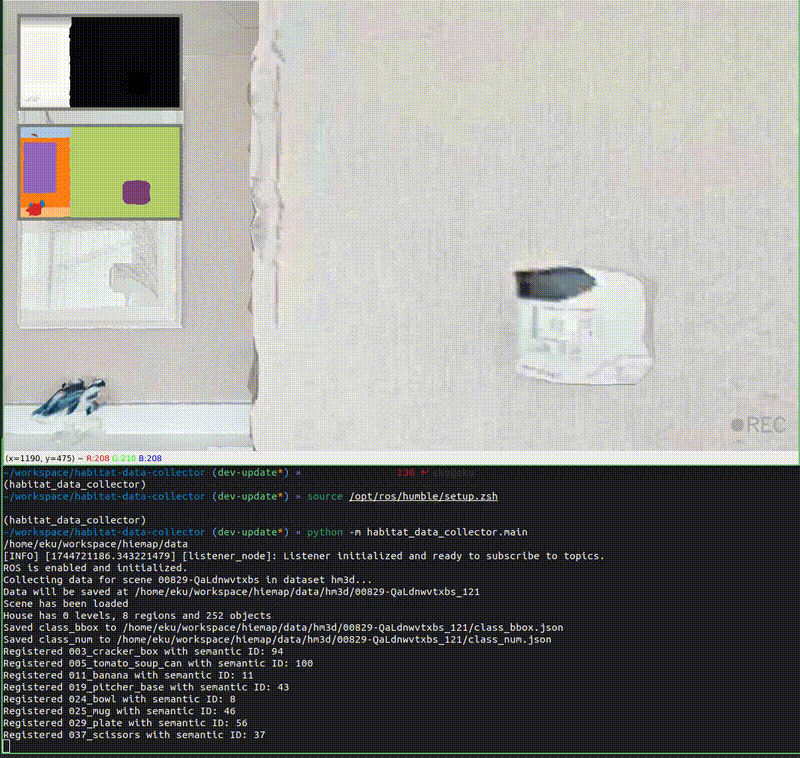 ●REC
(x=1190, y=475) ~ R:208 G:210 B:208
~/workspace/habitat-data-collector (dev-update*) »
(habitat_data_collector)
~/workspace/habitat-data-collector (dev-update*) » source /opt/ros/humble/setup.zsh
(habitat_data_collector)
~/workspace/habitat-data-collector (dev-update*) » python -m habitat_data_collector.main
/home/eku/workspace/hiemap/data
[INFO] [1744721186.343221479] [listener_node]: Listener initialized and ready to subscribe to topics.
ROS is enabled and initialized.
Collecting data for scene 00829-QaLdnwvtxbs in dataset hm3d...
Data will be saved at /home/eku/workspace/hiemap/data/hm3d/00829-QaLdnwvtxbs_121
Scene has been loaded
House has 0 levels, 8 regions and 252 objects
Saved class_bbox to /home/eku/workspace/hiemap/data/hm3d/00829-QaLdnwvtxbs_121/class_bbox.json
Saved class_num to /home/eku/workspace/hiemap/data/hm3d/00829-QaLdnwvtxbs_121/class_num.json
Registered 003_cracker_box with semantic ID: 94
Registered 005_tomato_soup_can with semantic ID: 100
Registered 011_banana with semantic ID: 11
Registered 019_pitcher_base with semantic ID: 43
Registered 024_bowl with semantic ID: 8
Registered 025_mug with semantic ID: 46
Registered 029_plate with semantic ID: 56
Registered 037_scissors with semantic ID: 37